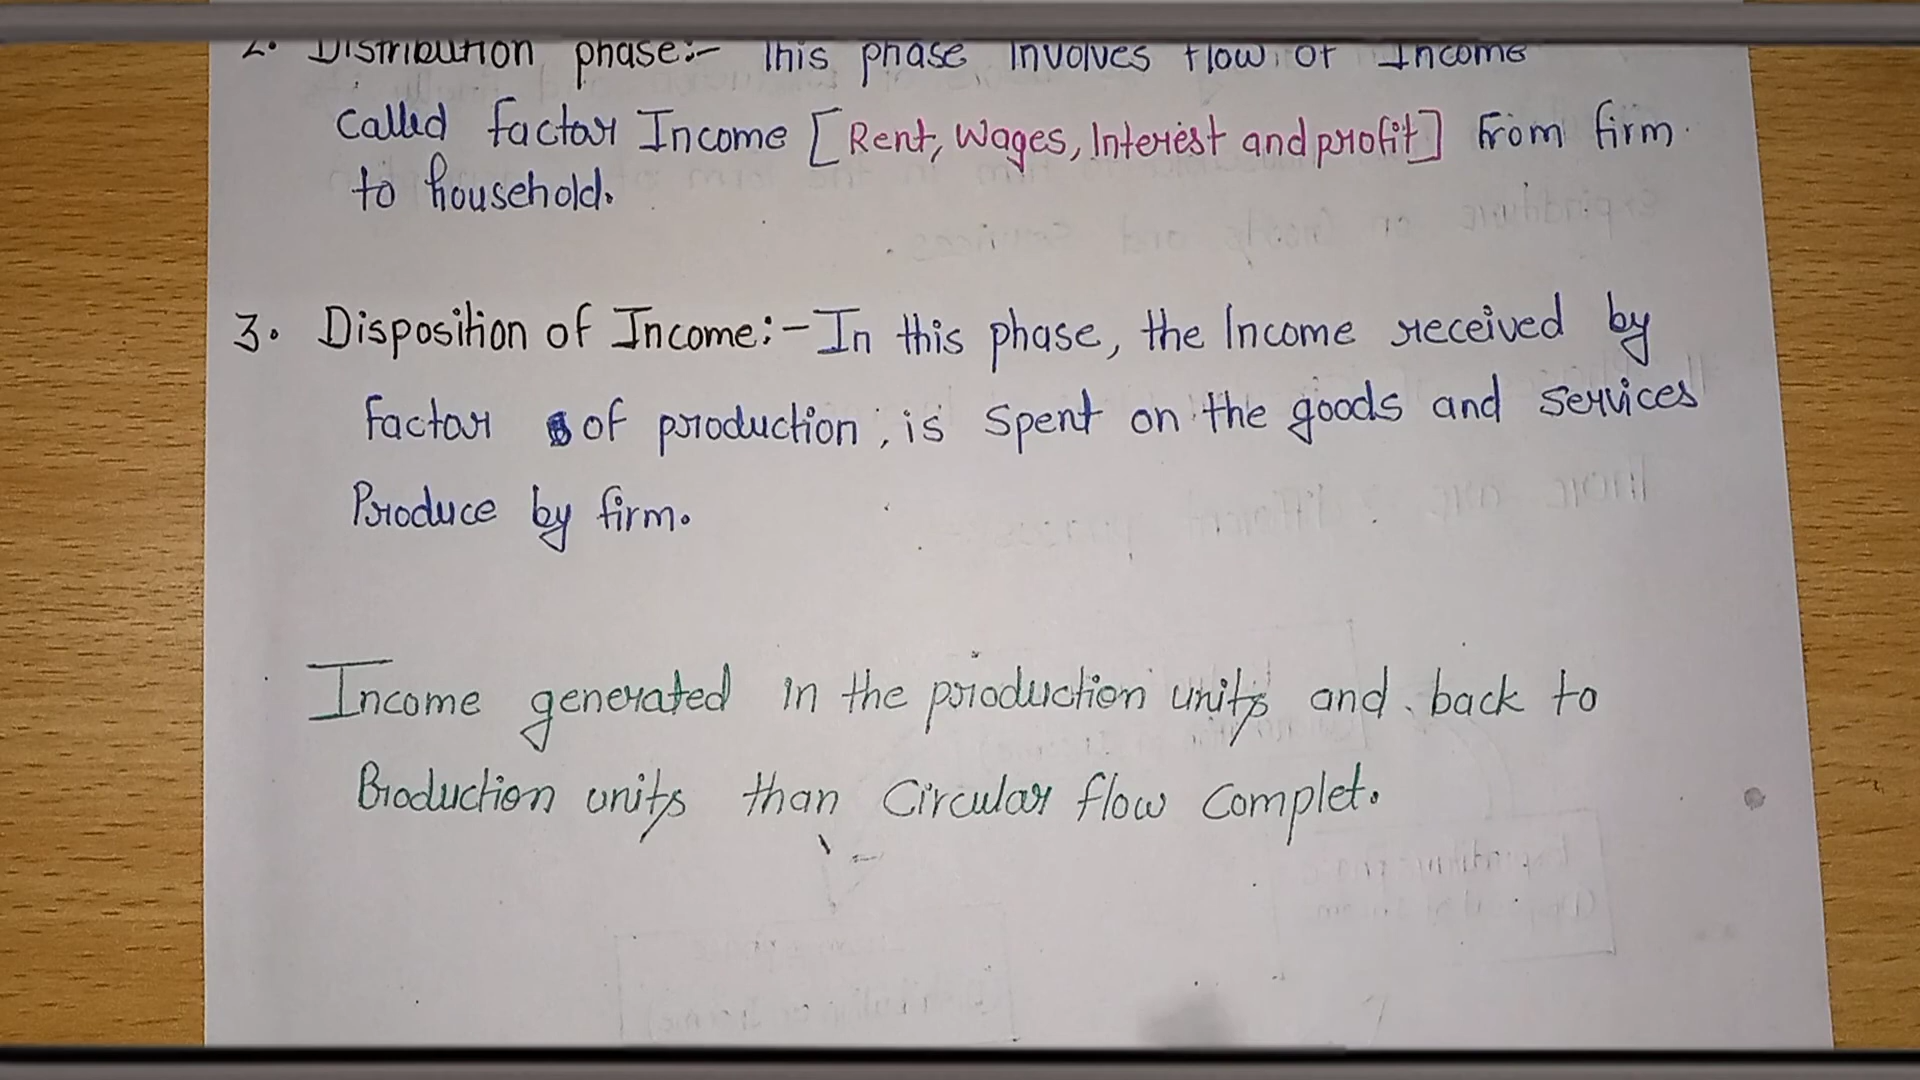 2. Distribution phase:- This phase involves flow of Income
Called factor Income [Rent, Wages, Interest and profit] From firm
to household.
3. Disposition of Income:- In this phase, the Income received by
Factor of production, is Spent on the goods and services
Produce by firm.
Income generated in the production units and back to
Production units than Circular flow Complet.